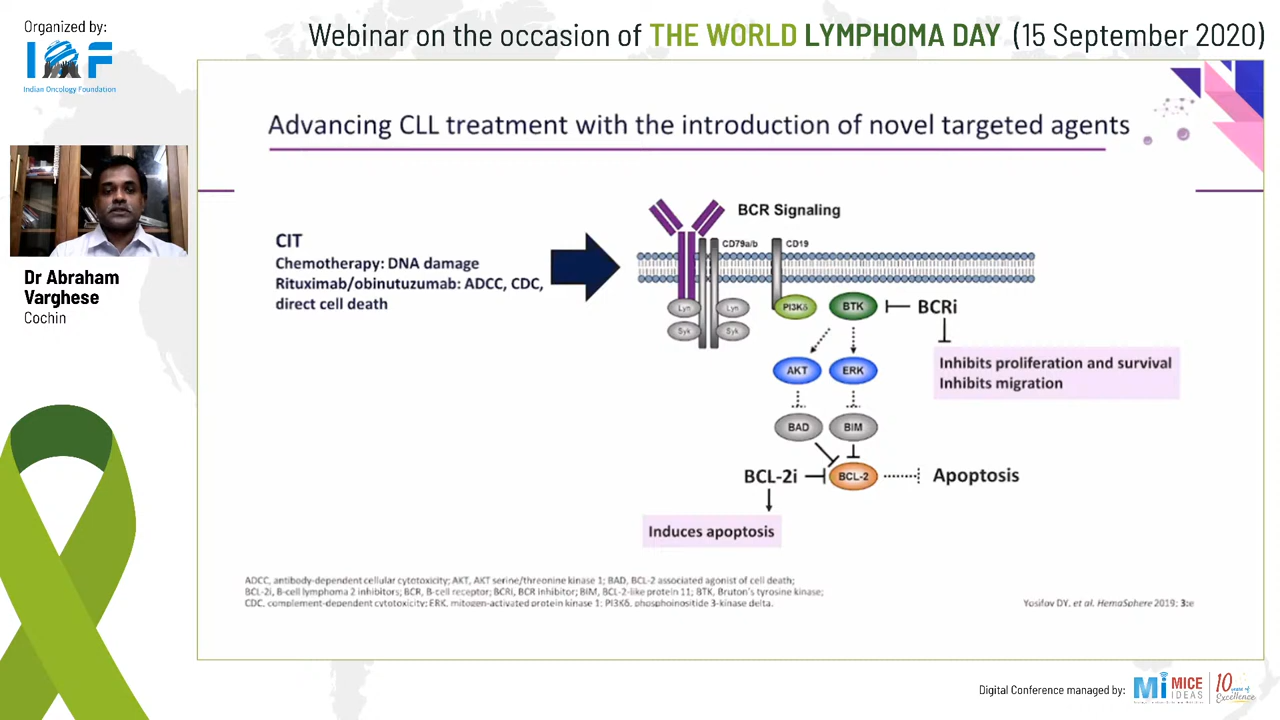 Organized by:
IOF
Indian Oncology Foundation
Webinar on the occasion of THE WORLD LYMPHOMA DAY (15 September 2020)
Advancing CLL treatment with the introduction of novel targeted agents
Dr Abraham
Varghese
Cochin
CIT
Chemotherapy: DNA damage
Rituximab/obinutuzumab: ADCC, CDC,
direct cell death
BCR Signaling
CD79a/b
CD19
Lyn
Lyn
Syk
Syk
PI3Kδ
BTK
BCRi
Inhibits proliferation and survival
Inhibits migration
AKT
ERK
BAD
BIM
BCL-2i
BCL-2
Apoptosis
Induces apoptosis
ADCC, antibody-dependent cellular cytotoxicity; AKT, AKT serine/threonine kinase 1; BAD, BCL-2 associated agonist of cell death;
BCL-2i, B-cell lymphoma 2 inhibitors; BCR, B-cell receptor; BCRi, BCR inhibitor; BIM, BCL-2-like protein 11; BTK, Bruton's tyrosine kinase;
CDC, complement-dependent cytotoxicity; ERK, mitogen-activated protein kinase 1; PI3Kδ, phosphoinositide 3-kinase delta.
Yosifov DY, et al. HemaSphere 2019; 3:e
Digital Conference managed by:
Mi MICE
IDEAS
10 years of
Excellence